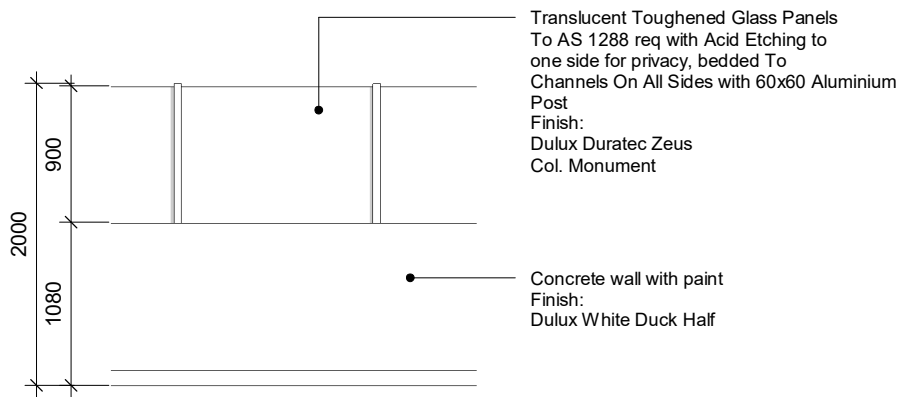 Translucent Toughened Glass Panels
To AS 1288 req with Acid Etching to
one side for privacy, bedded To
Channels On All Sides with 60x60 Aluminium
Post
Finish:
Dulux Duratec Zeus
Col. Monument
900
2000
1080
Concrete wall with paint
Finish:
Dulux White Duck Half